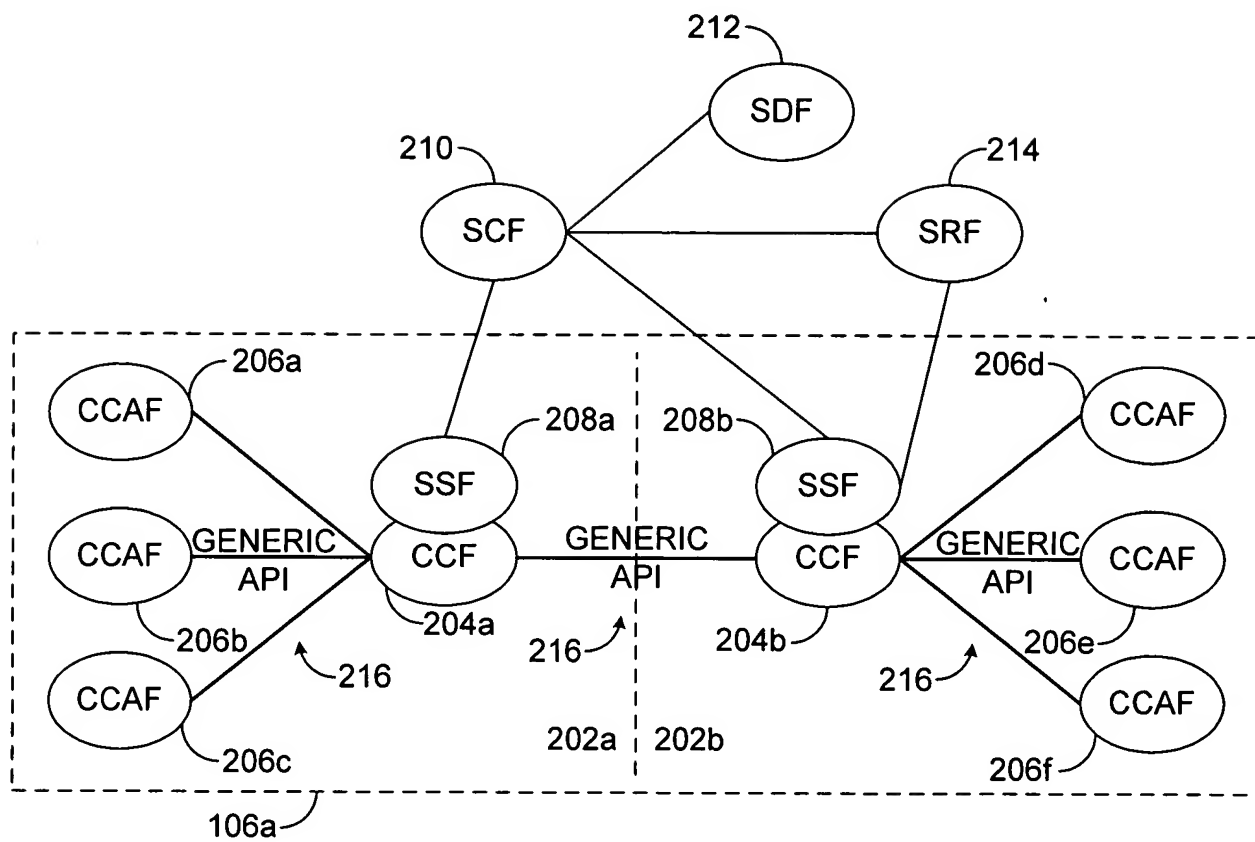 212
SDF
210
214
SCF
SRF
206a
206d
CCAF
CCAF
208a
208b
SSF
SSF
CCAF
GENERIC
API
CCF
GENERIC
API
CCF
GENERIC
API
CCAF
204a
204b
206b
206e
216
216
216
CCAF
CCAF
202a
202b
206c
206f
106a